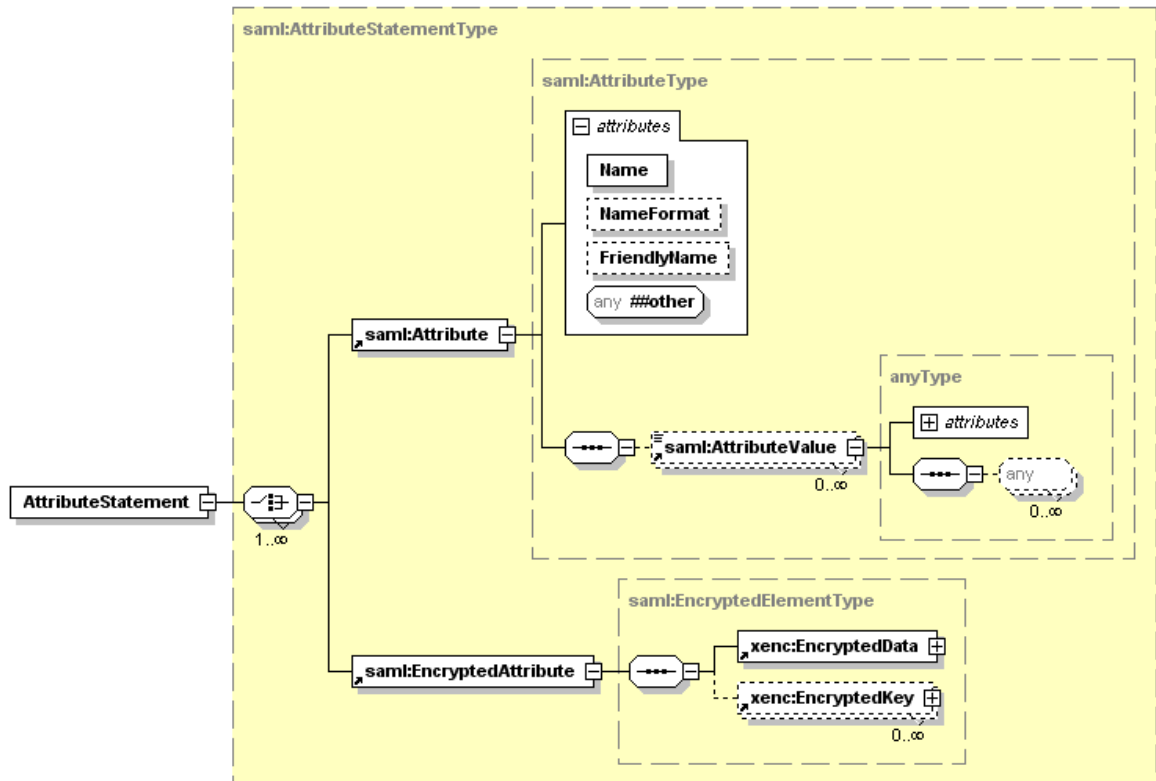 saml:AttributeStatementType
saml:AttributeType
attributes
Name
NameFormat
FriendlyName
any ##other
saml:Attribute
anyType
attributes
saml:AttributeValue
any
0..∞
0..∞
AttributeStatement
1..∞
saml:EncryptedElementType
xenc:EncryptedData
saml:EncryptedAttribute
xenc:EncryptedKey
0..∞